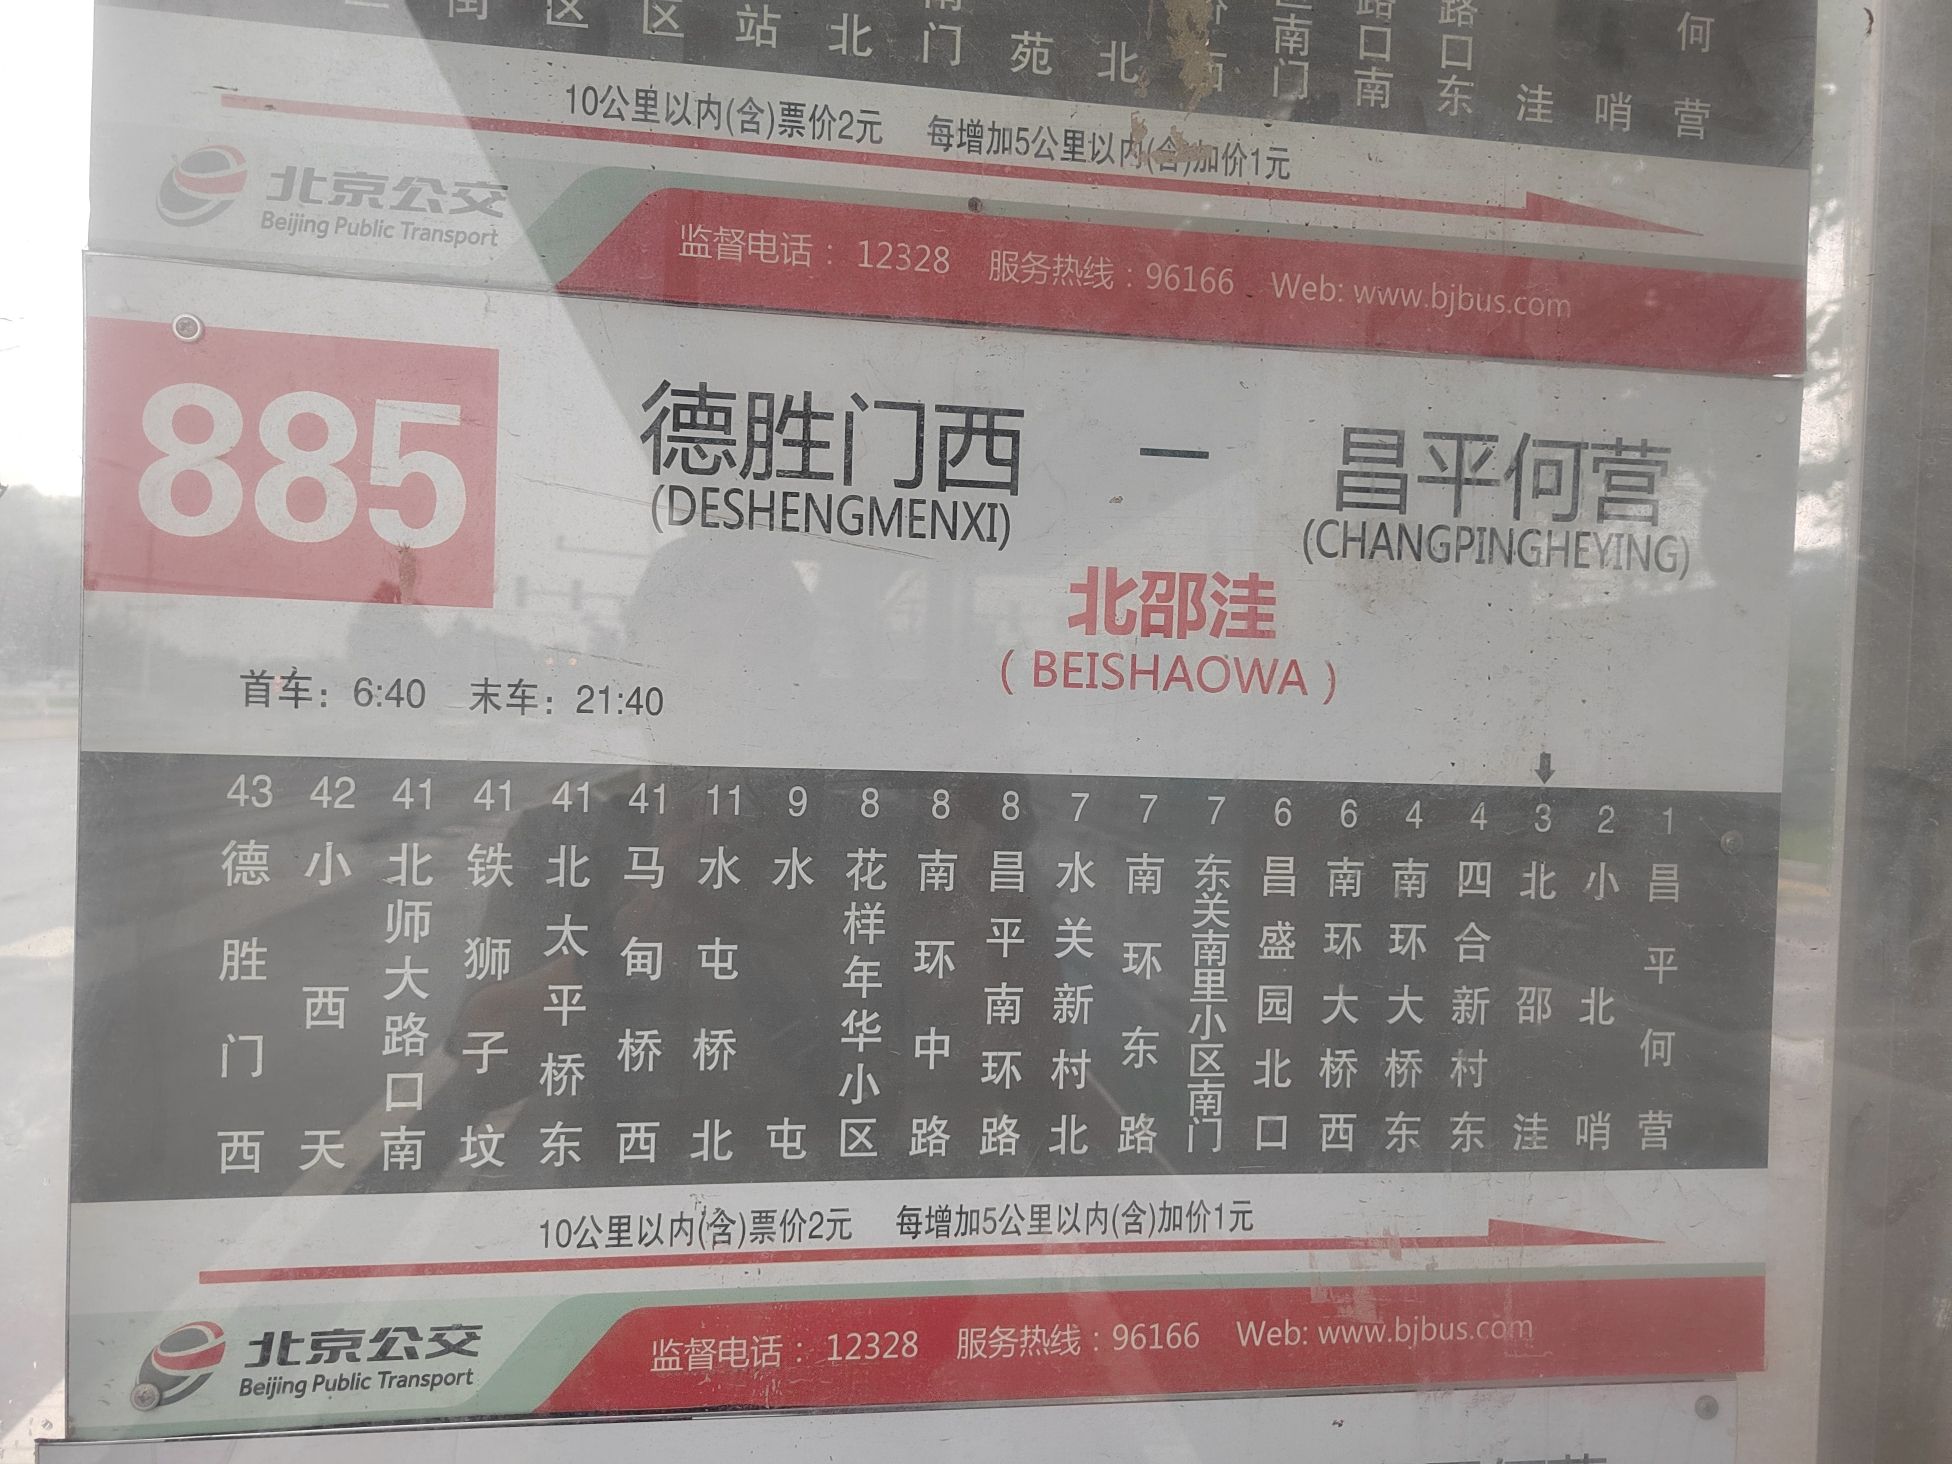 何
站北门苑北南门口南口东洼哨营
10公里以内(含)票价2元 每增加5公里以内(含)加价1元
北京公交
Beijing Public Transport
监督电话： 12328 服务热线：96166 Web: www.bjbus.com
885
德胜门西 — 昌平何营
(DESHENGMENXI) (CHANGPINGHEYING)
北邵洼
( BEISHAOWA )
首车：6:40 末车：21:40
43 42 41 41 41 41 11 9 8 8 8 7 7 7 6 6 4 4 3 2 1
德胜门西
小西天
北师大路口南
铁狮子坟
北太平桥东
马甸桥西
水屯桥北
水屯
花样年华小区
南环中路
昌平南环路
水关新村北
南环东路
东关南里小区南门
昌盛园北口
南环大桥西
南环大桥东
四合新村东
北邵洼
小北哨
昌平何营
10公里以内(含)票价2元 每增加5公里以内(含)加价1元
北京公交
Beijing Public Transport
监督电话： 12328 服务热线：96166 Web: www.bjbus.com